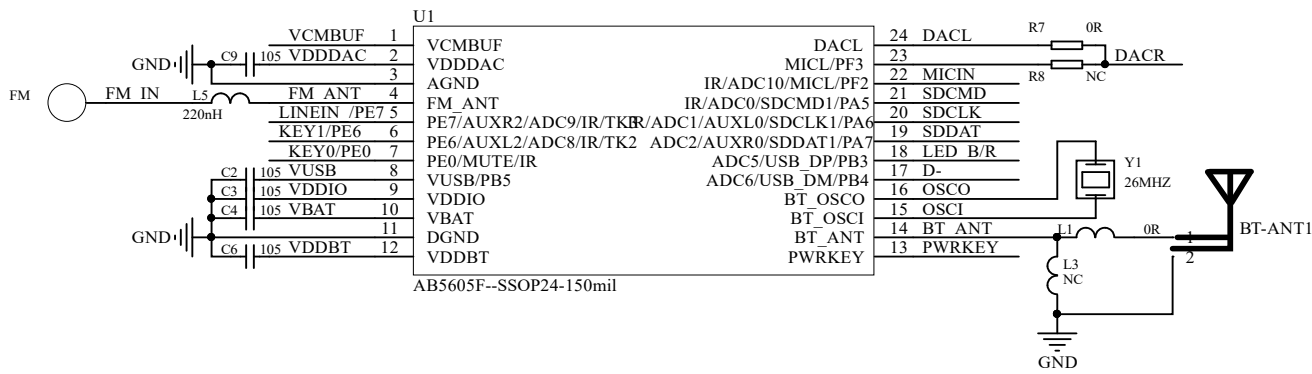 U1
VCMBUF 1 VCMBUF DACL 24 DACL R7 0R
GND C9 105 VDDDAC 2 VDDDAC MICL/PF3 23 R8 NC DACR
3 AGND IR/ADC10/MICL/PF2 22 MICIN
FM FM_IN L5 220nH FM_ANT 4 FM_ANT IR/ADC0/SDCMD1/PA5 21 SDCMD
LINEIN /PE7 5 PE7/AUXR2/ADC9/IR/TK3 IR/ADC1/AUXL0/SDCLK1/PA6 20 SDCLK
KEY1/PE6 6 PE6/AUXL2/ADC8/IR/TK2 ADC2/AUXR0/SDDAT1/PA7 19 SDDAT
KEY0/PE0 7 PE0/MUTE/IR ADC5/USB_DP/PB3 18 LED_B/R
C2 105 VUSB 8 VUSB/PB5 ADC6/USB_DM/PB4 17 D-
C3 105 VDDIO 9 VDDIO BT_OSCO 16 OSCO Y1 26MHZ
C4 105 VBAT 10 VBAT BT_OSCI 15 OSCI
GND 11 DGND BT_ANT 14 BT_ANT L1 0R 1 BT-ANT1
C6 105 VDDBT 12 VDDBT PWRKEY 13 PWRKEY 2
L3
NC
AB5605F--SSOP24-150mil
GND